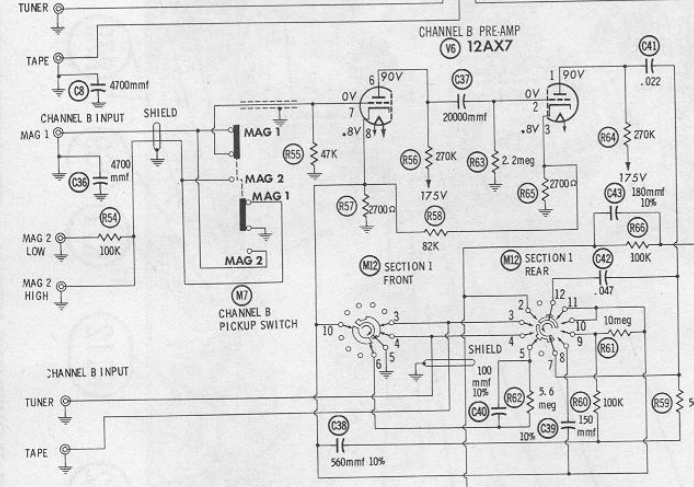 TUNER
TAPE
C8 4700mmf
CHANNEL B INPUT
SHIELD
MAG 1
C36 4700 mmf
R54
100K
MAG 2 LOW
MAG 2 HIGH
MAG 1
MAG 2
MAG 1
MAG 2
M7
CHANNEL B
PICKUP SWITCH
CHANNEL B PRE-AMP
V6 12AX7
6 90V
0V
7
.8V 8
R55 47K
C37
20000mmf
R56 270K
175V
R57 2700Ω
R58
82K
R63 2.2meg
1 90V
0V
2
.8V 3
R65 2700Ω
C41
.022
R64 270K
175V
C43 180mmf
10%
R66
100K
C42
.047
M12 SECTION 1
FRONT
M12 SECTION 1
REAR
10 3
4
5
6
12
2 11
3 10
4 9
5 7 8
10meg
R61
SHIELD
100
mmf
10%
C40
R62 5.6
meg
10%
C39 150
mmf
R60 100K
R59
C38
560mmf 10%
CHANNEL B INPUT
TUNER
TAPE